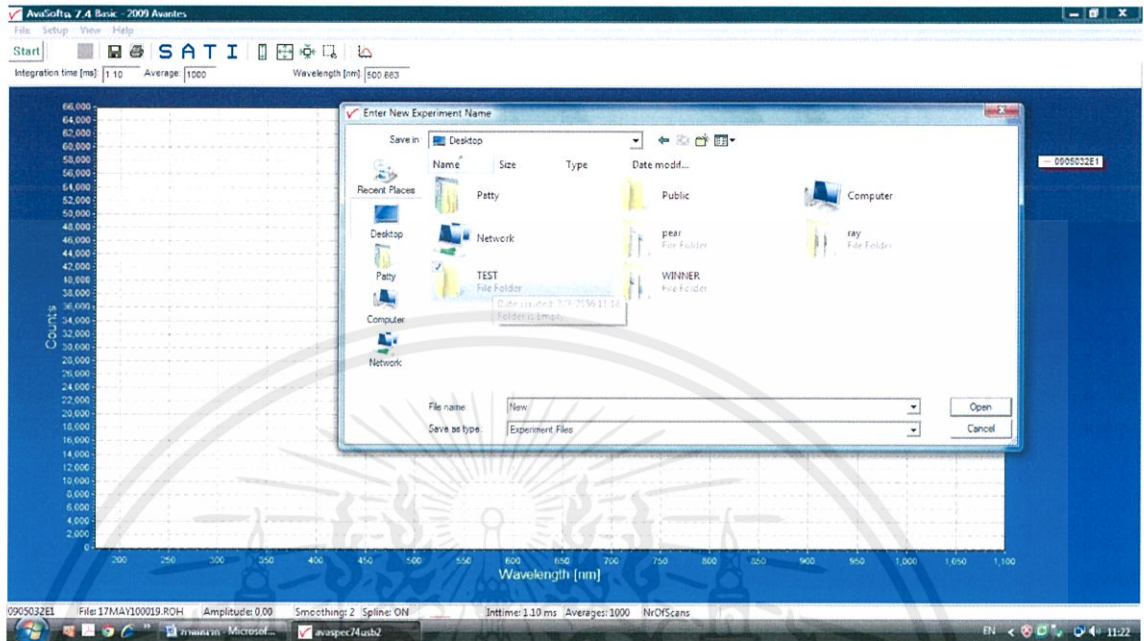 AvaSoft® 7.4 Basic - 2009 Avantes
File Setup View Help
Start S A T I
Integration time [ms]: 1.10 Average: 1000 Wavelength [nm]: 500.663
Enter New Experiment Name
Save in Desktop
Name Size Type Date modif...
Recent Places
Desktop
Patty
Computer
Network
Patty
Public
Computer
Network
pear
File Folder
ray
File Folder
TEST
File Folder
WINNER
File Folder
Folder is Empty
File name: New
Open
Save as type: Experiment Files
Cancel
0905032E1
Counts
66,000
64,000
62,000
60,000
58,000
56,000
54,000
52,000
50,000
48,000
46,000
44,000
42,000
40,000
38,000
36,000
34,000
32,000
30,000
28,000
26,000
24,000
22,000
20,000
18,000
16,000
14,000
12,000
10,000
8,000
6,000
4,000
2,000
0
200 250 300 350 400 450 500 550 600 650 700 750 800 850 900 950 1,000 1,050 1,100
Wavelength [nm]
0905032E1 File: 17MAY100019.ROH Amplitude: 0.00 Smoothing: 2 Spline: ON Inttime: 1.10 ms Averages: 1000 NrOfScans
ภาคผนวก - Microsof... avaspec74usb2 EN 11:22